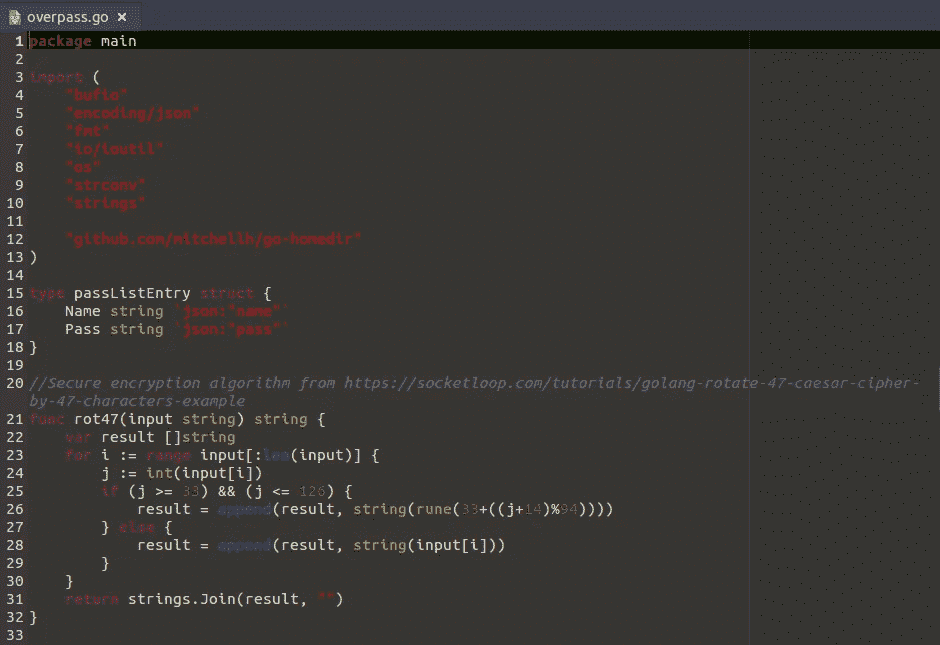 overpass.go ×
1 package main
2
3 import (
4     "bufio"
5     "encoding/json"
6     "fmt"
7     "io/ioutil"
8     "os"
9     "strconv"
10     "strings"
11
12     "github.com/mitchellh/go-homedir"
13 )
14
15 type passListEntry struct {
16     Name string `json:"name"`
17     Pass string `json:"pass"`
18 }
19
20 //Secure encryption algorithm from https://socketloop.com/tutorials/golang-rotate-47-caesar-cipher-
by-47-characters-example
21 func rot47(input string) string {
22     var result []string
23     for i := range input[:len(input)] {
24         j := int(input[i])
25         if (j >= 33) && (j <= 126) {
26             result = append(result, string(rune(33+((j+14)%94))))
27         } else {
28             result = append(result, string(input[i]))
29         }
30     }
31     return strings.Join(result, "")
32 }
33